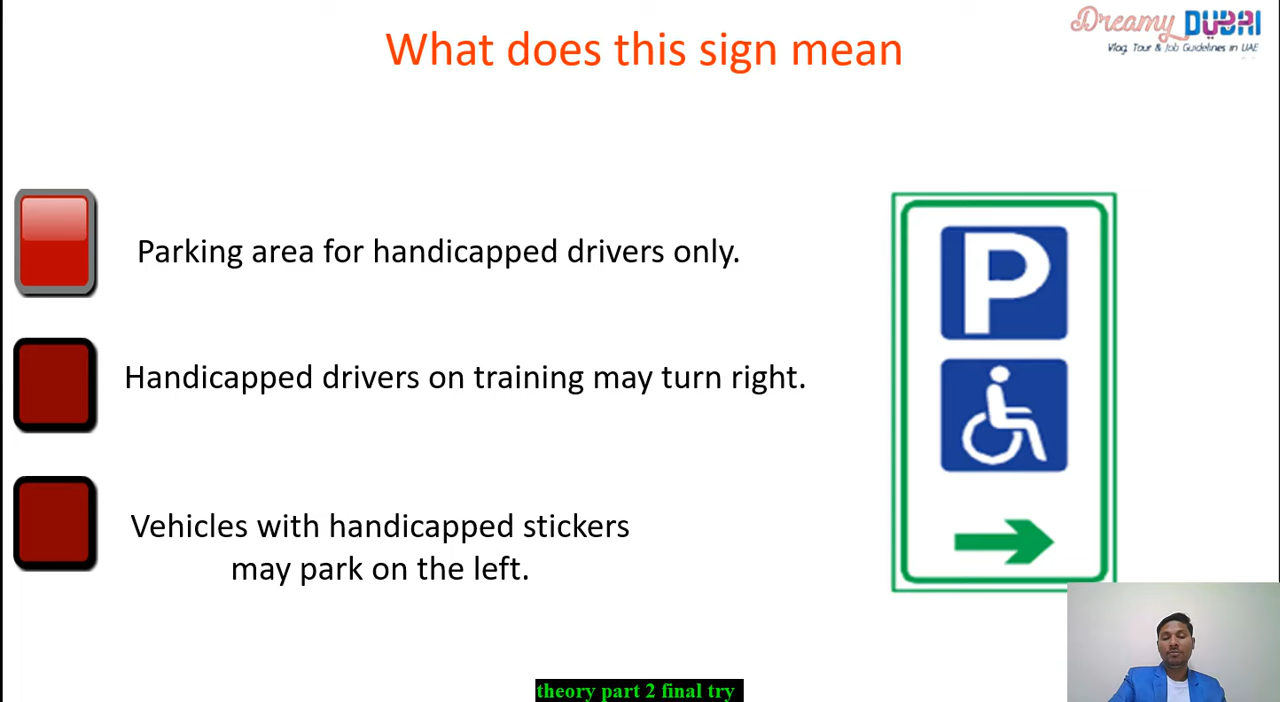 What does this sign mean
Dreamy DUBAI
Vlog, Tour & Job Guidelines in UAE
Parking area for handicapped drivers only.
Handicapped drivers on training may turn right.
Vehicles with handicapped stickers
may park on the left.
P
theory part 2 final try